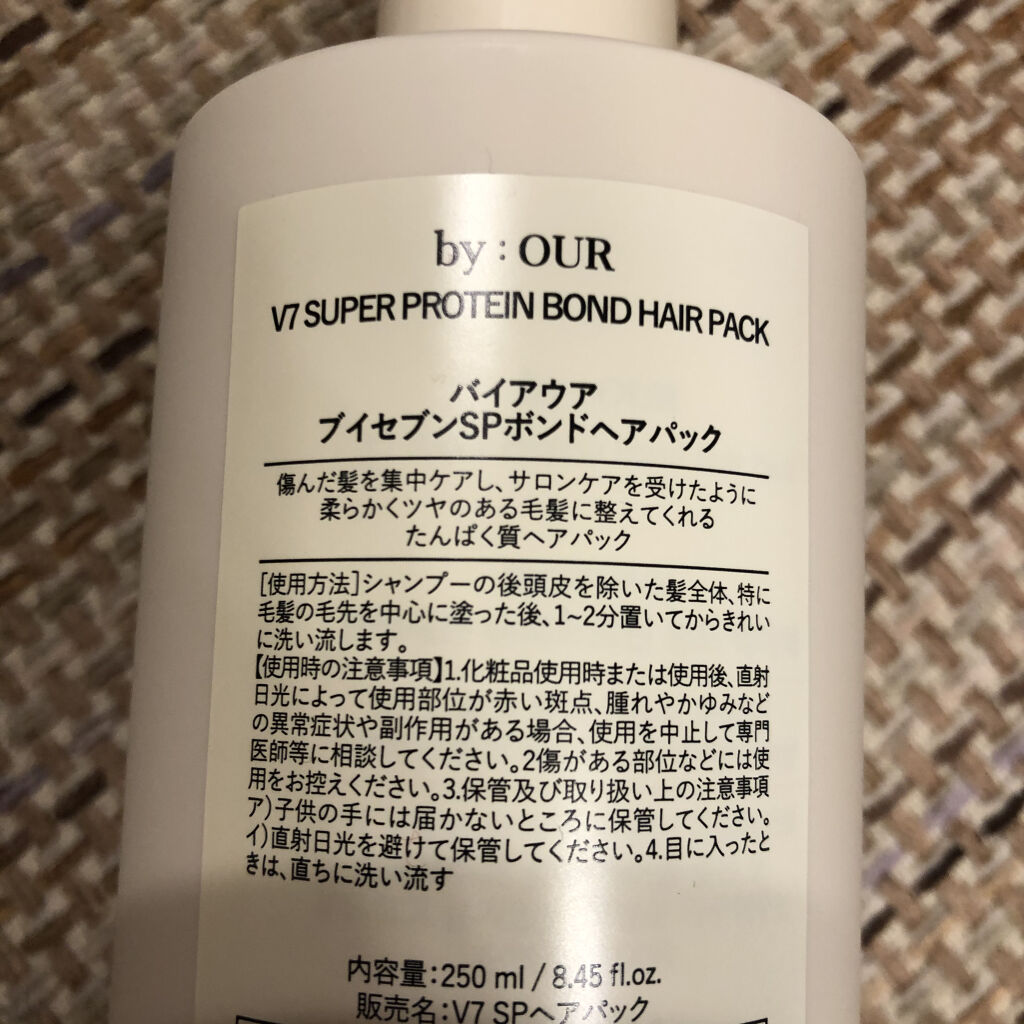 by : OUR
V7 SUPER PROTEIN BOND HAIR PACK
バイアウア
ブイセブンSPボンドヘアパック
傷んだ髪を集中ケアし、サロンケアを受けたように
柔らかくツヤのある毛髪に整えてくれる
たんぱく質ヘアパック
[使用方法]シャンプーの後頭皮を除いた髪全体、特に
毛髪の毛先を中心に塗った後、1~2分置いてからきれい
に洗い流します。
【使用時の注意事項】1.化粧品使用時または使用後、直射
日光によって使用部位が赤い斑点、腫れやかゆみなど
の異常症状や副作用がある場合、使用を中止して専門
医師等に相談してください。2傷がある部位などには使
用をお控えください。3.保管及び取り扱い上の注意事項
ア)子供の手には届かないところに保管してください。
イ)直射日光を避けて保管してください。4.目に入ったと
きは、直ちに洗い流す
内容量:250 ml / 8.45 fl.oz.
販売名:V7 SPヘアパック